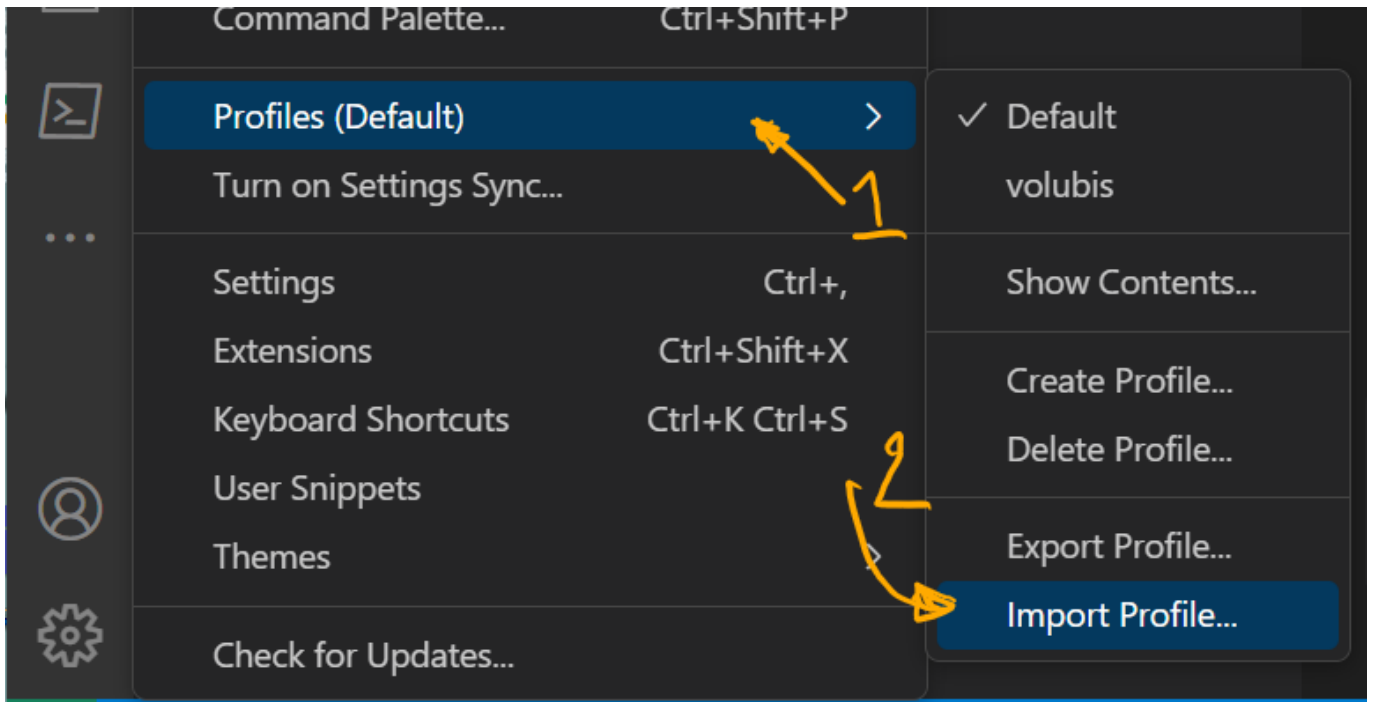 Command Palette... Ctrl+Shift+P
Profiles (Default)
Turn on Settings Sync...
Settings Ctrl+,
Extensions Ctrl+Shift+X
Keyboard Shortcuts Ctrl+K Ctrl+S
User Snippets
Themes
Check for Updates...
1
2
Default
volubis
Show Contents...
Create Profile...
Delete Profile...
Export Profile...
Import Profile...